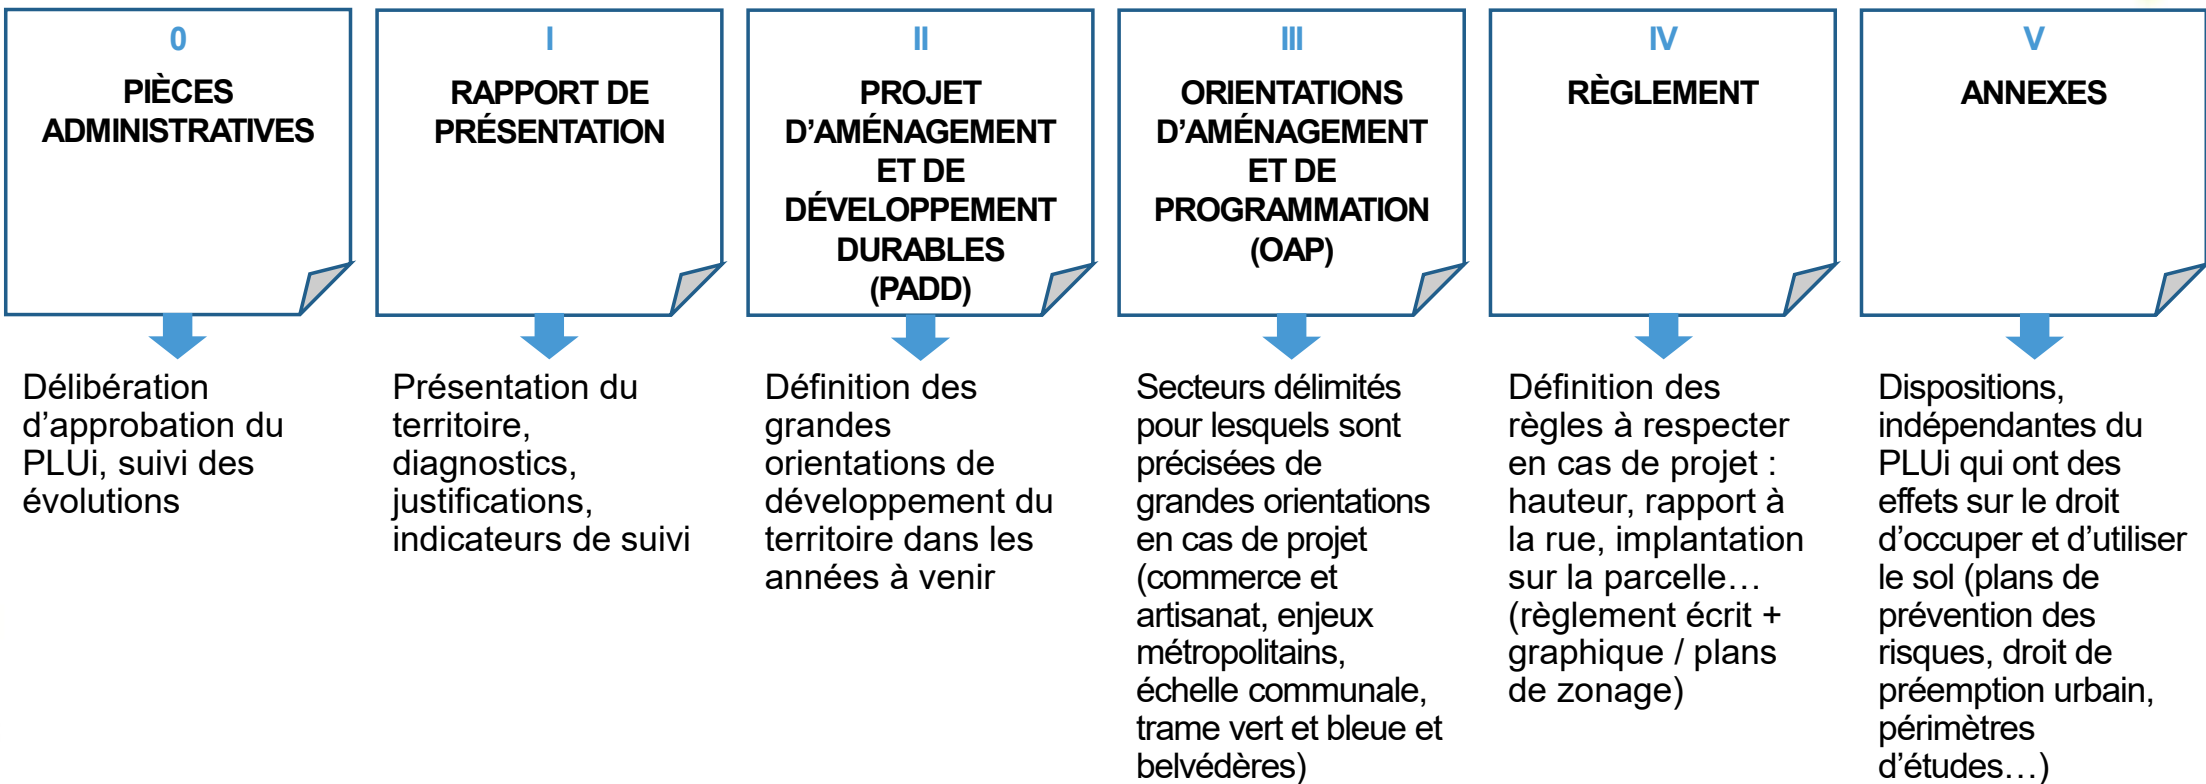 0
PIÈCES
ADMINISTRATIVES
Délibération
d’approbation du
PLUi, suivi des
évolutions
I
RAPPORT DE
PRÉSENTATION
Présentation du
territoire,
diagnostics,
justifications,
indicateurs de suivi
II
PROJET
D’AMÉNAGEMENT
ET DE
DÉVELOPPEMENT
DURABLES
(PADD)
Définition des
grandes
orientations de
développement du
territoire dans les
années à venir
III
ORIENTATIONS
D’AMÉNAGEMENT
ET DE
PROGRAMMATION
(OAP)
Secteurs délimités
pour lesquels sont
précisées de
grandes orientations
en cas de projet
(commerce et
artisanat, enjeux
métropolitains,
échelle communale,
trame vert et bleue et
belvédères)
IV
RÈGLEMENT
Définition des
règles à respecter
en cas de projet :
hauteur, rapport à
la rue, implantation
sur la parcelle…
(règlement écrit +
graphique / plans
de zonage)
V
ANNEXES
Dispositions,
indépendantes du
PLUi qui ont des
effets sur le droit
d’occuper et d’utiliser
le sol (plans de
prévention des
risques, droit de
préemption urbain,
périmètres
d’études…)